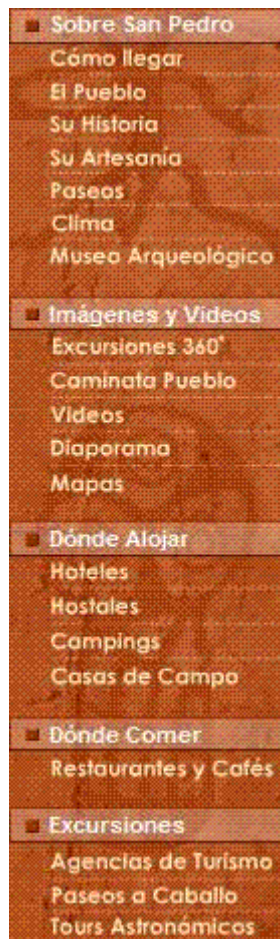 Sobre San Pedro
Cómo llegar
El Pueblo
Su Historia
Su Artesanía
Paseos
Clima
Museo Arqueológico
Imágenes y Videos
Excursiones 360°
Caminata Pueblo
Videos
Diaporama
Mapas
Dónde Alojar
Hoteles
Hostales
Campings
Casas de Campo
Dónde Comer
Restaurantes y Cafés
Excursiones
Agencias de Turismo
Paseos a Caballo
Tours Astronómicos